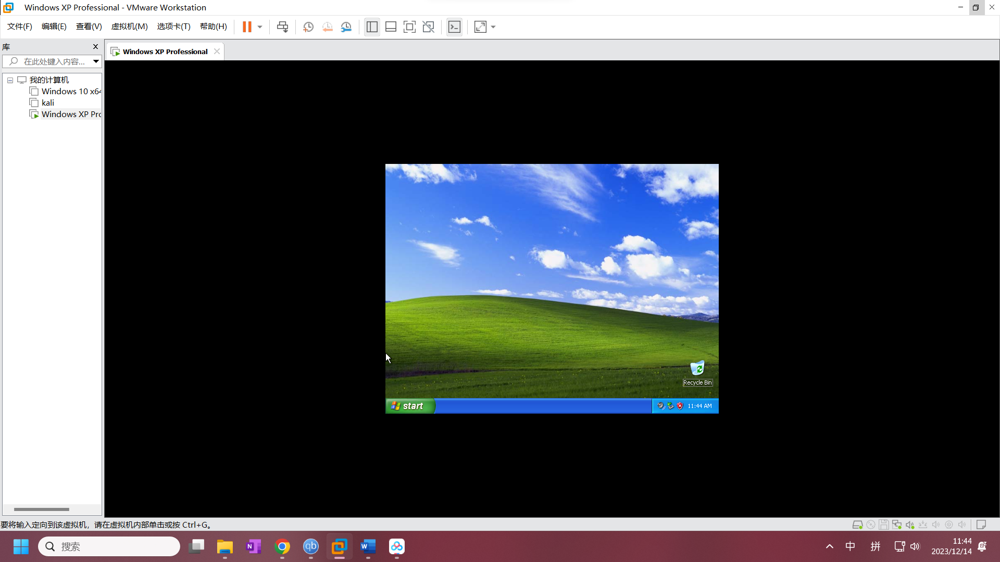 Windows XP Professional - VMware Workstation
文件(F) 编辑(E) 查看(V) 虚拟机(M) 选项卡(T) 帮助(H)
库
Windows XP Professional
在此处键入内容...
我的计算机
Windows 10 x64
kali
Windows XP Pro
Recycle Bin
start
11:44 AM
要将输入定向到该虚拟机，请在虚拟机内部单击或按 Ctrl+G。
搜索
N
qb
W
中
拼
11:44
2023/12/14